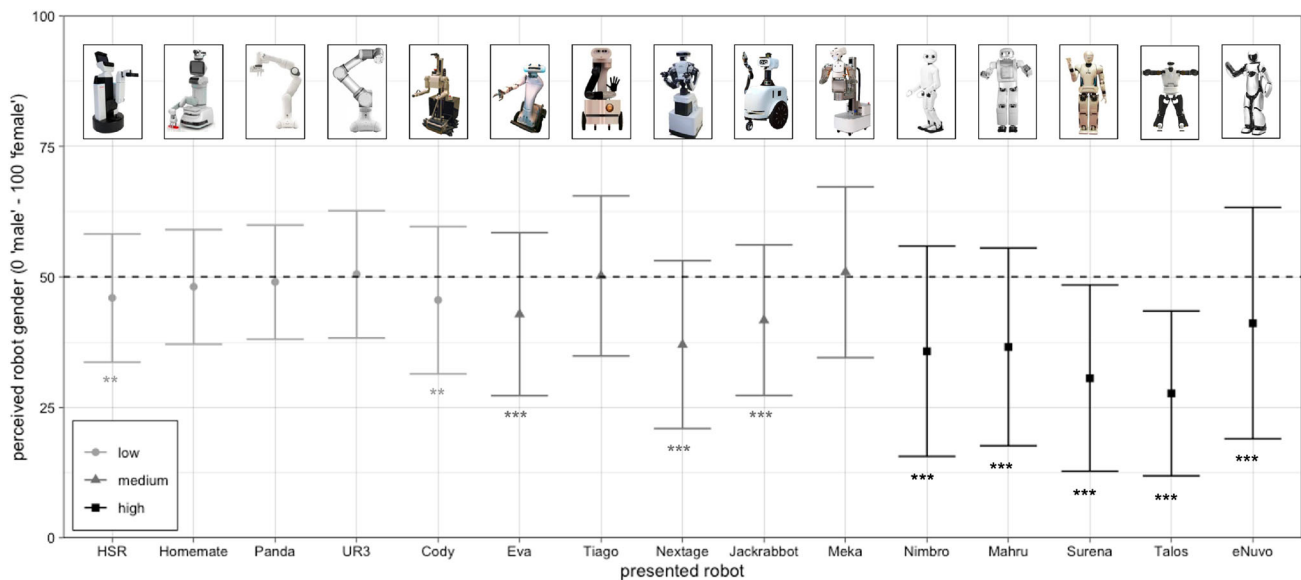 perceived robot gender (0 'male' - 100 'female')
100
75
50
25
0
** ** *** *** *** *** *** *** *** ***
low
medium
high
HSR Homemate Panda UR3 Cody Eva Tiago Nextage Jackrabbot Meka Nimbro Mahru Surena Talos eNuvo
presented robot